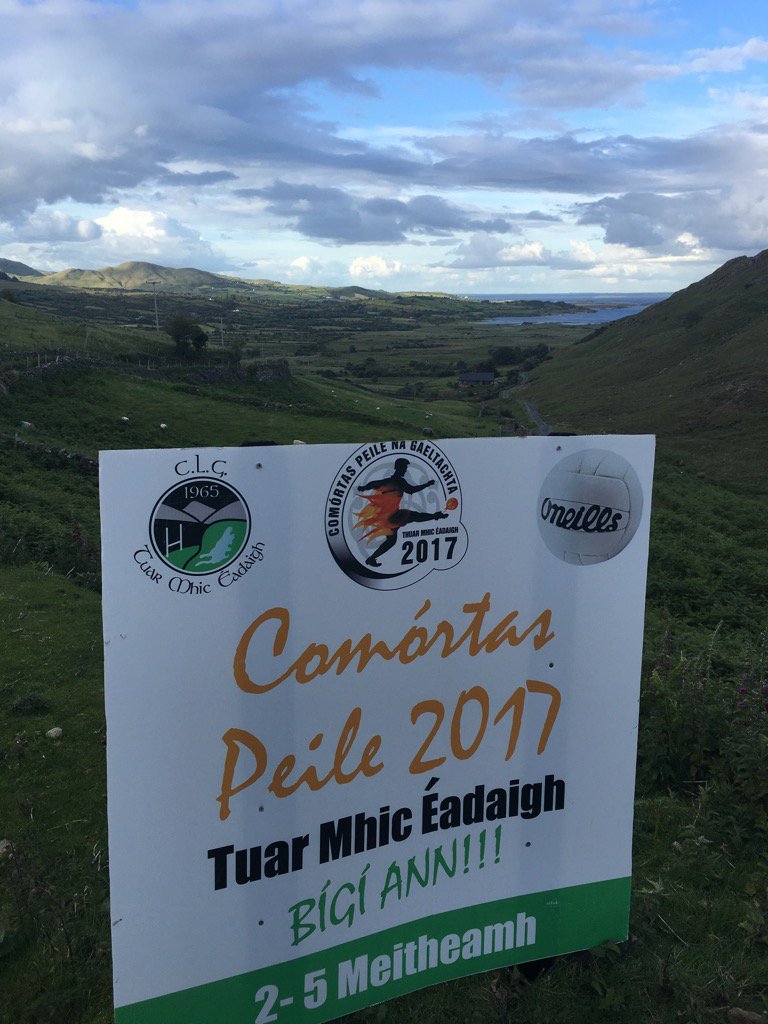 C.L.G.
1965
Tuar Mhic Éadaigh
COMÓRTAS PEILE NA GAELTACHTA
THUAR MHIC ÉADAIGH
2017
O'neills
Comórtas
Peile 2017
Tuar Mhic Éadaigh
BÍGÍ ANN!!!
2- 5 Meitheamh